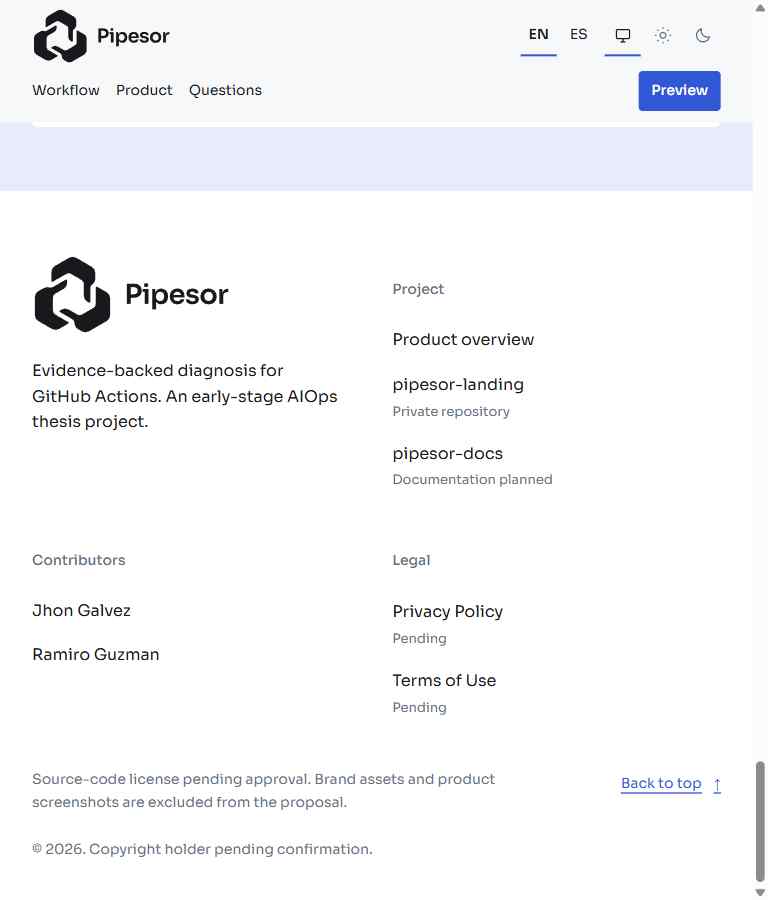 Pipesor
EN ES
Workflow Product Questions
Preview
Pipesor
Evidence-backed diagnosis for
GitHub Actions. An early-stage AIOps
thesis project.
Project
Product overview
pipesor-landing
Private repository
pipesor-docs
Documentation planned
Contributors
Jhon Galvez
Ramiro Guzman
Legal
Privacy Policy
Pending
Terms of Use
Pending
Source-code license pending approval. Brand assets and product
screenshots are excluded from the proposal.
Back to top ↑
© 2026. Copyright holder pending confirmation.